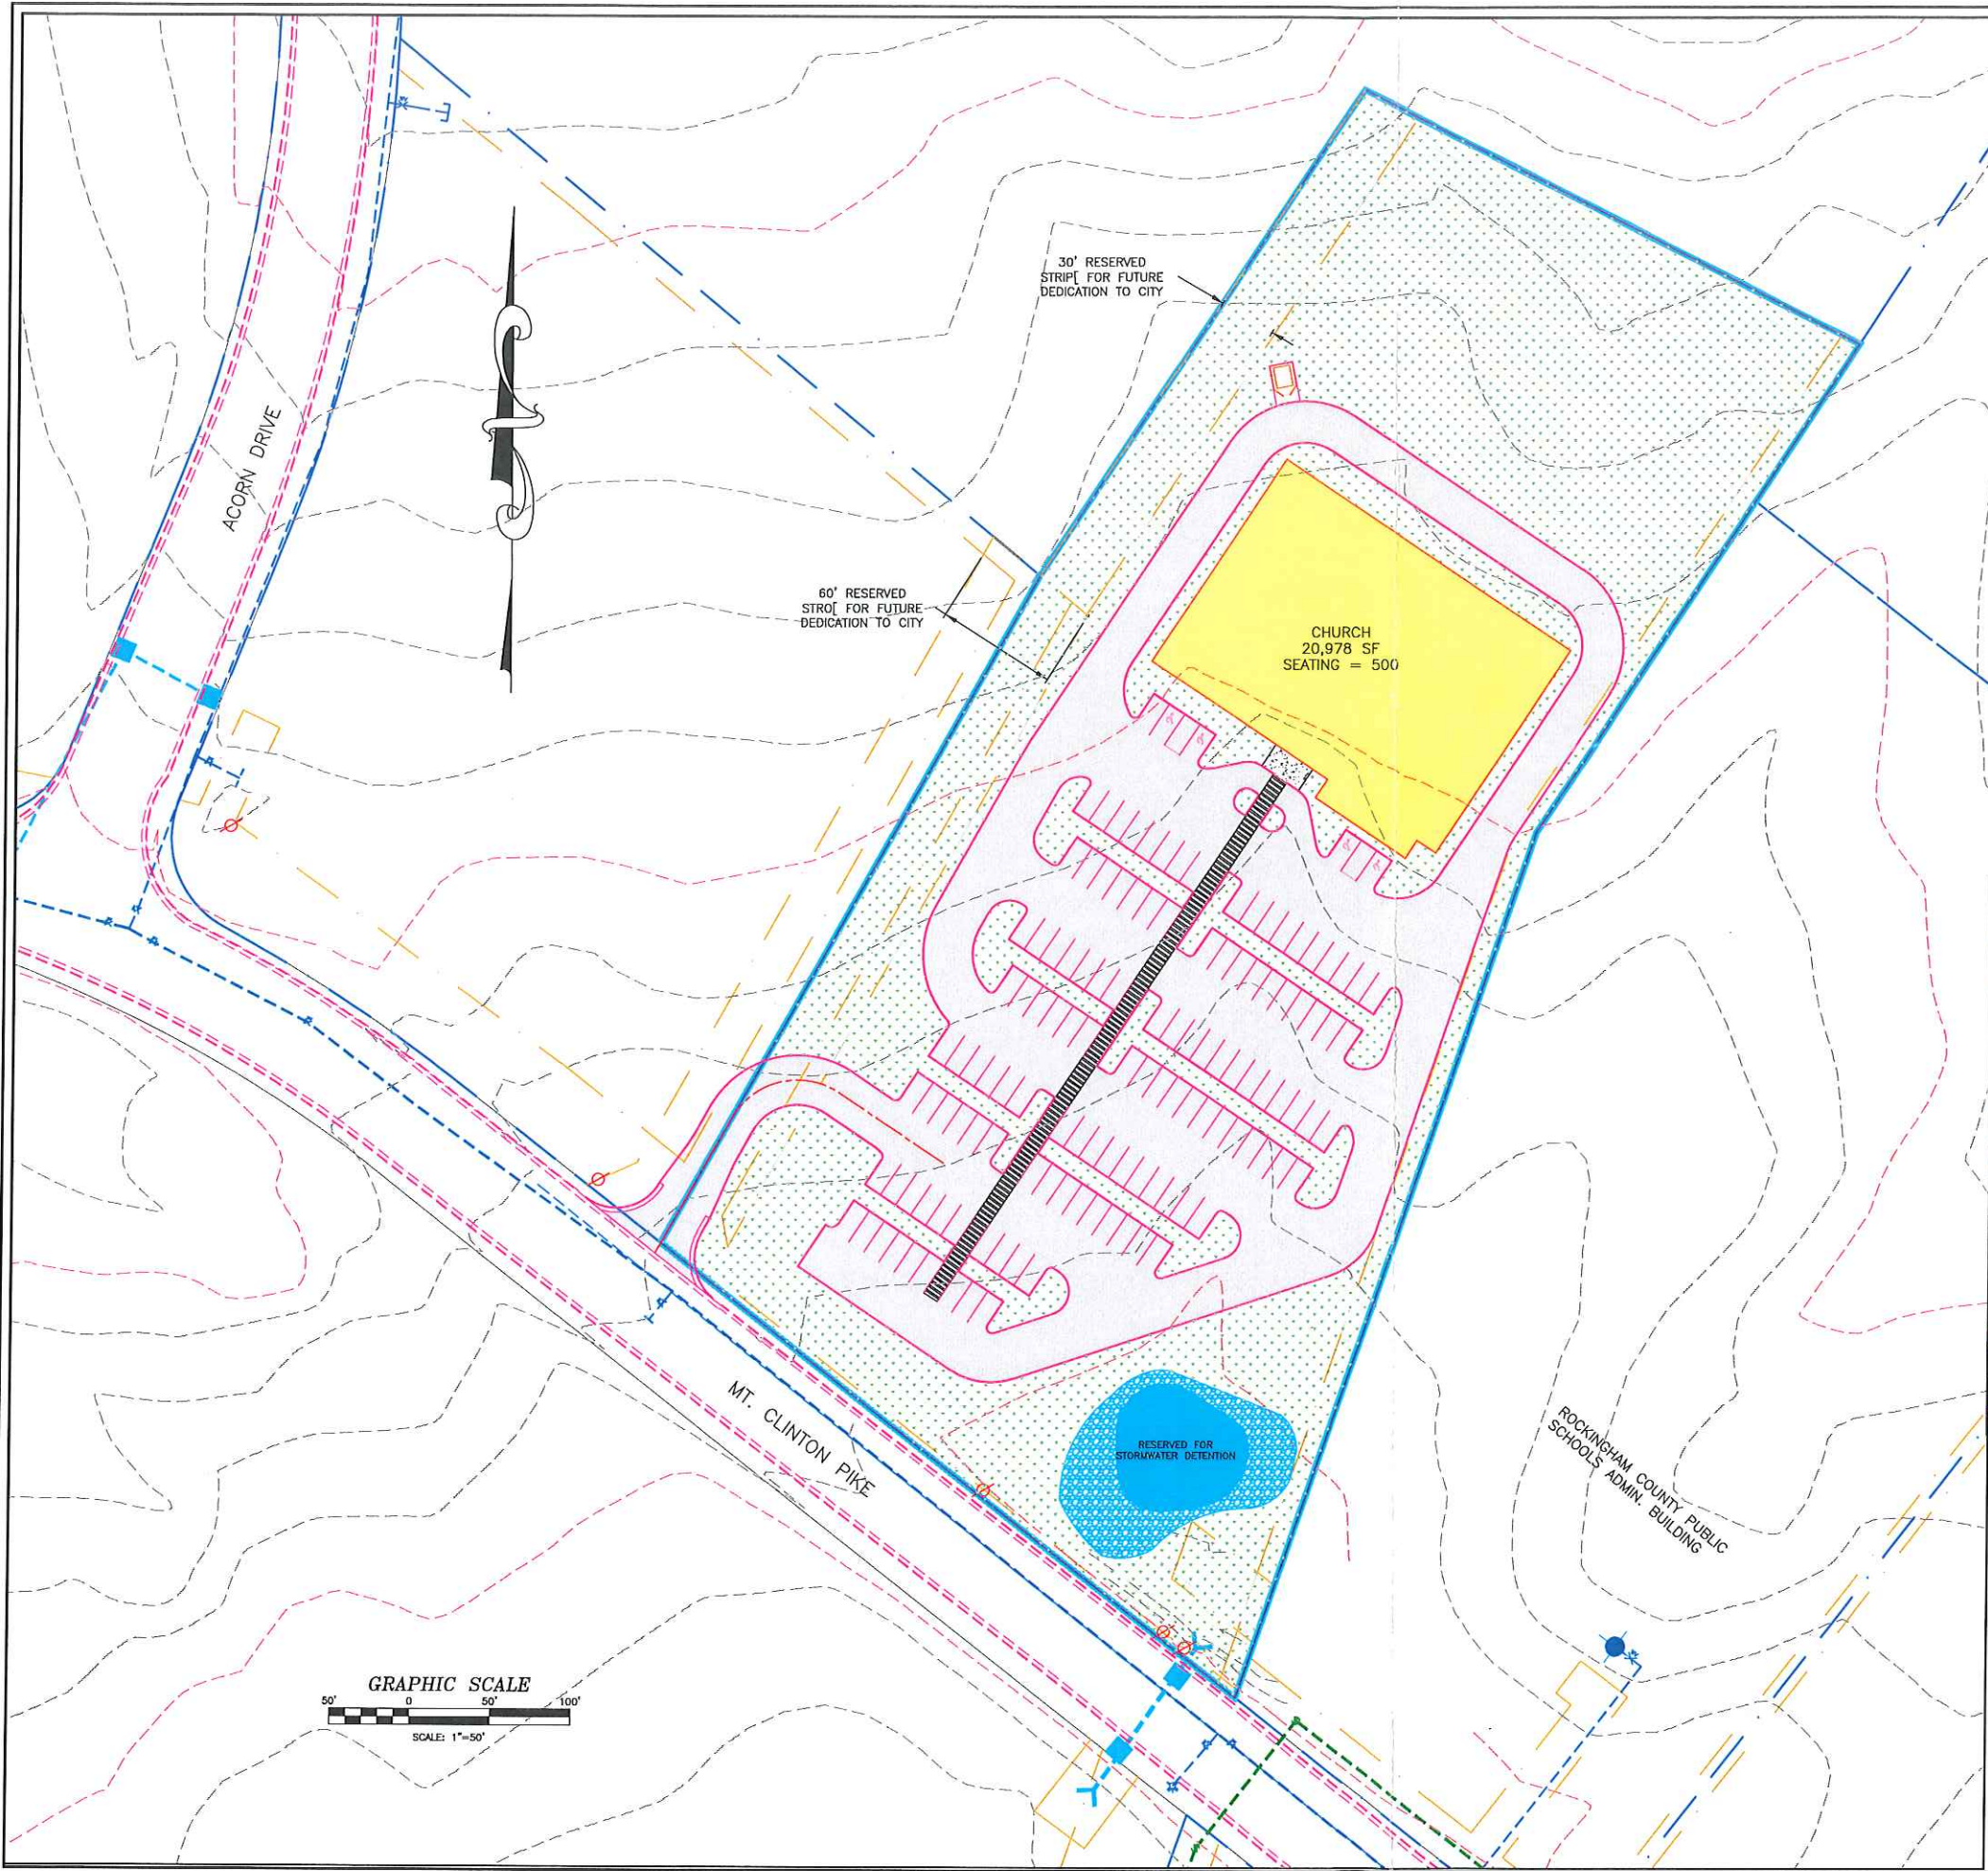 30' RESERVED
STRIP[ FOR FUTURE
DEDICATION TO CITY
ACORN DRIVE
60' RESERVED
STRO[ FOR FUTURE
DEDICATION TO CITY
CHURCH
20,978 SF
SEATING = 500
MT. CLINTON PIKE
RESERVED FOR
STORMWATER DETENTION
ROCKINGHAM COUNTY PUBLIC
SCHOOLS ADMIN. BUILDING
GRAPHIC SCALE
50' 0 50' 100'
SCALE: 1"=50'